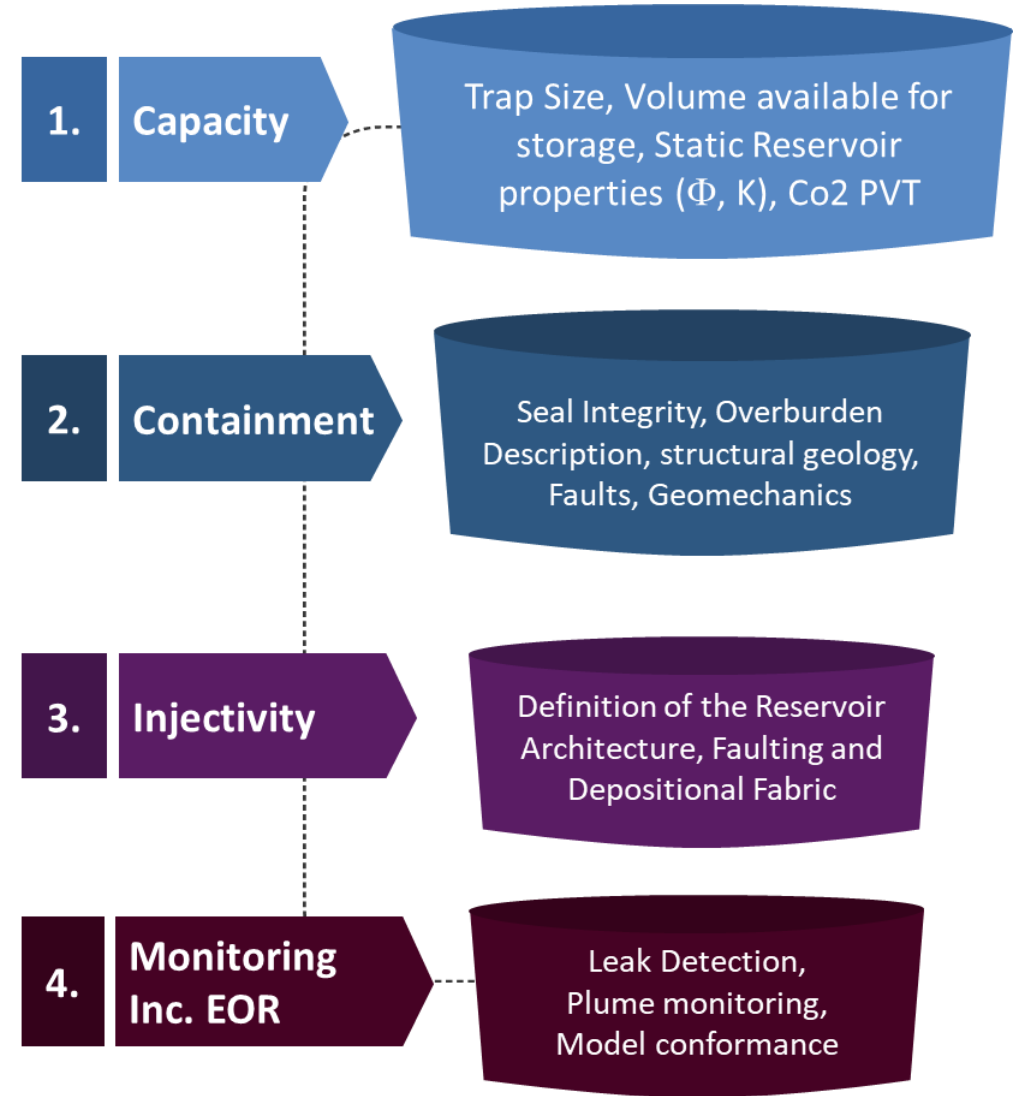 1.
Capacity
Trap Size, Volume available for
storage, Static Reservoir
properties (Φ, K), Co2 PVT
2.
Containment
Seal Integrity, Overburden
Description, structural geology,
Faults, Geomechanics
3.
Injectivity
Definition of the Reservoir
Architecture, Faulting and
Depositional Fabric
4.
Monitoring
Inc. EOR
Leak Detection,
Plume monitoring,
Model conformance